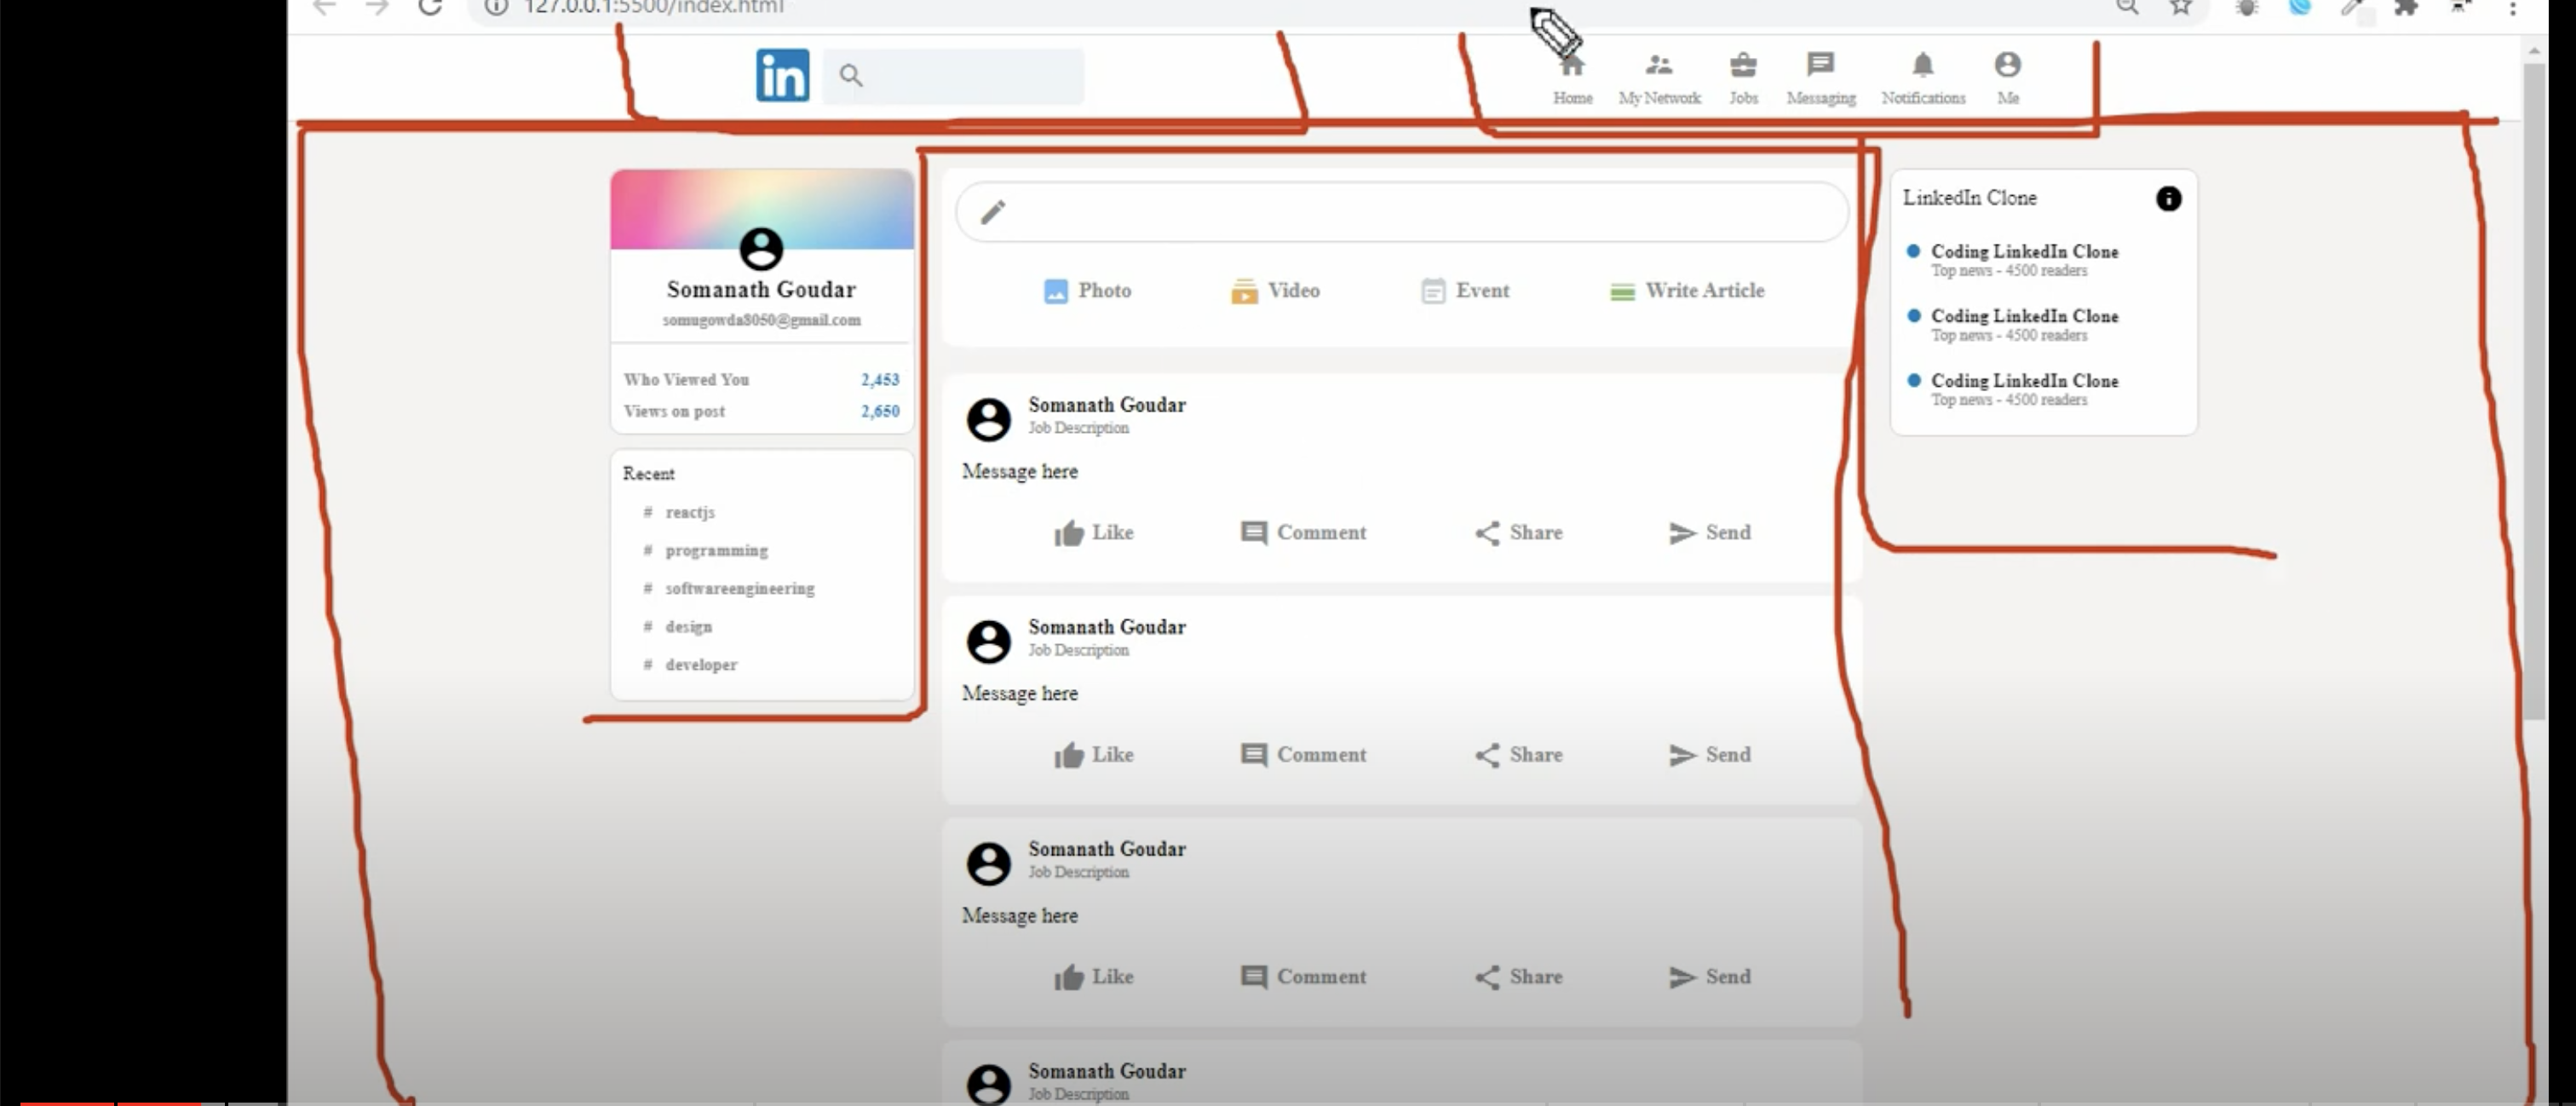 127.0.0.1:5500/index.html
in
Home My Network Jobs Messaging Notifications Me
Somanath Goudar
somugowda8050@gmail.com
Who Viewed You 2,453
Views on post 2,650
Recent
# reactjs
# programming
# softwareengineering
# design
# developer
Photo Video Event Write Article
Somanath Goudar
Job Description
Message here
Like Comment Share Send
Somanath Goudar
Job Description
Message here
Like Comment Share Send
Somanath Goudar
Job Description
Message here
Like Comment Share Send
Somanath Goudar
Job Description
LinkedIn Clone
Coding LinkedIn Clone
Top news - 4500 readers
Coding LinkedIn Clone
Top news - 4500 readers
Coding LinkedIn Clone
Top news - 4500 readers